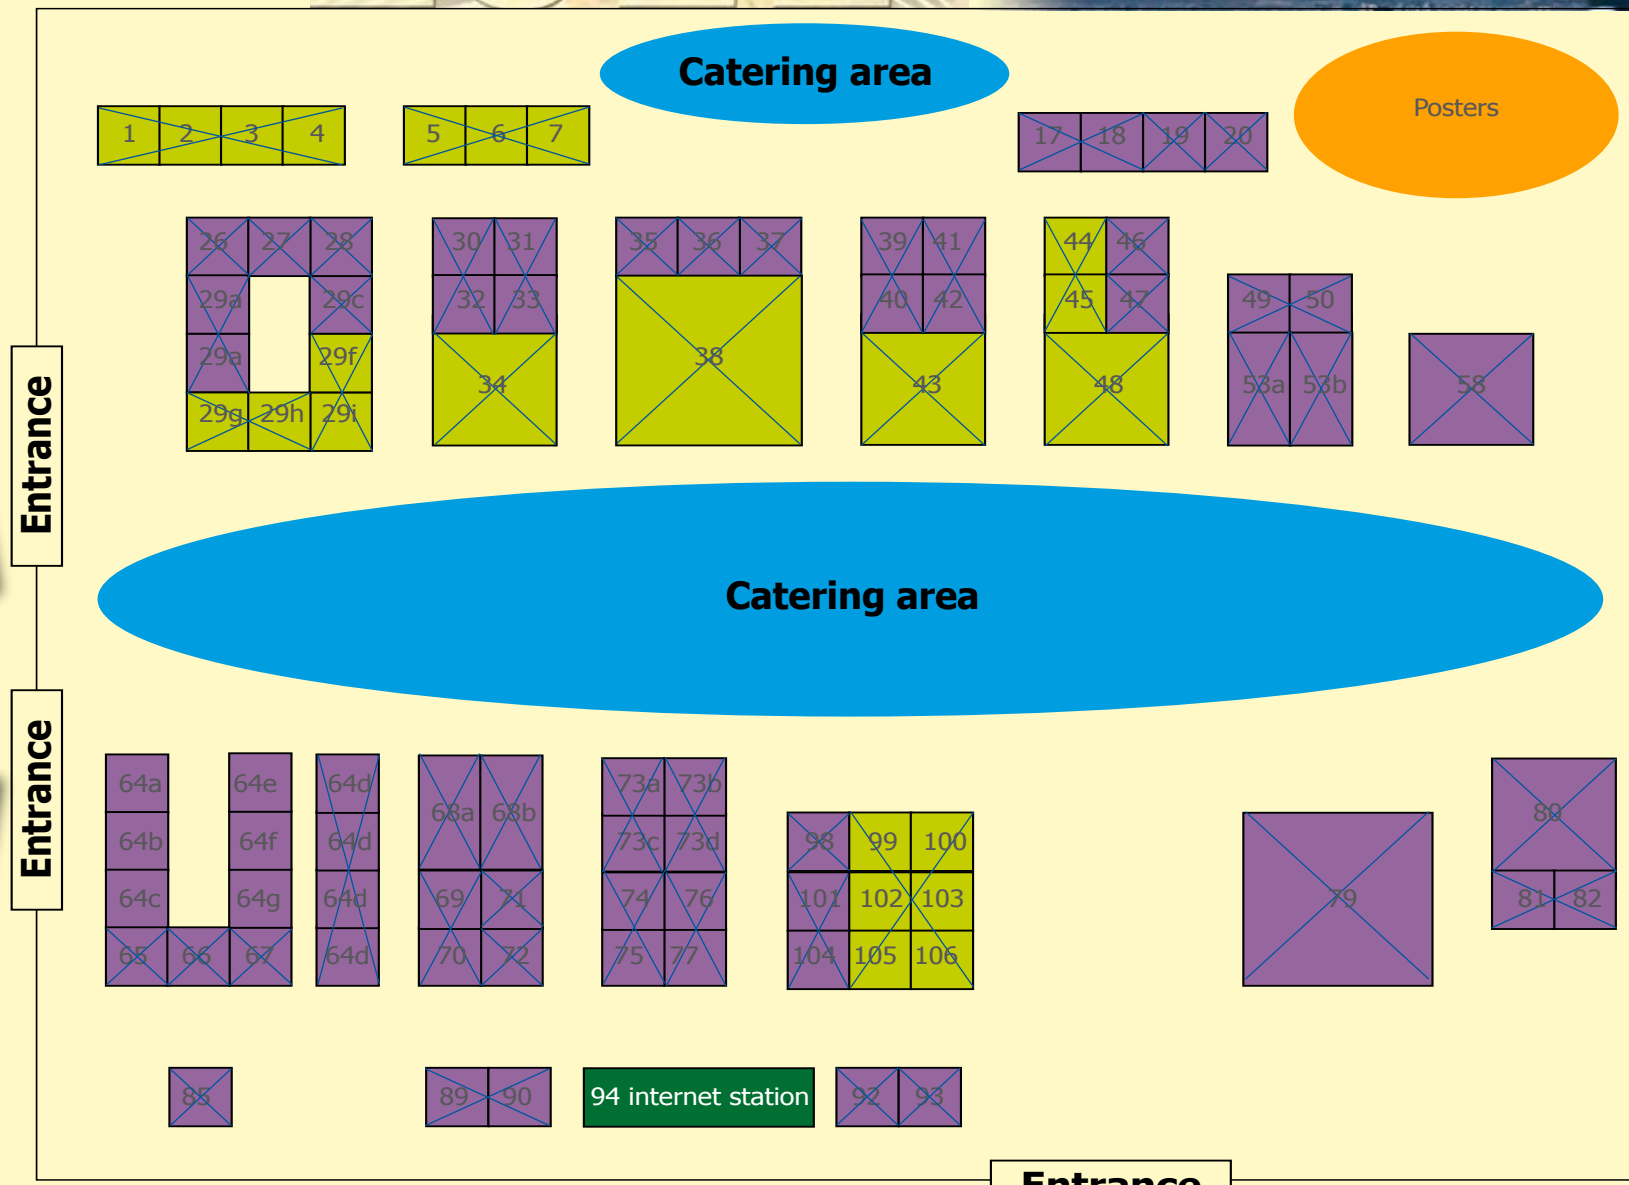 Catering area
Posters
1 2 3 4 5 6 7
17 18 19 20
26 27 28 30 31 35 36 37 39 41 44 46
29a 29c 32 33 40 42 45 47 49 50
29a 29f 34 38 43 48 53a 53b 58
29g 29h 29i
Entrance
Catering area
Entrance
64a 64e 64d 68a 68b 73a 73b 80
64b 64f 64d 73c 73d 98 99 100
64c 64g 64d 69 71 74 76 101 102 103 79 81 82
65 66 67 64d 70 72 75 77 104 105 106
85 89 90 94 internet station 92 93
Entrance